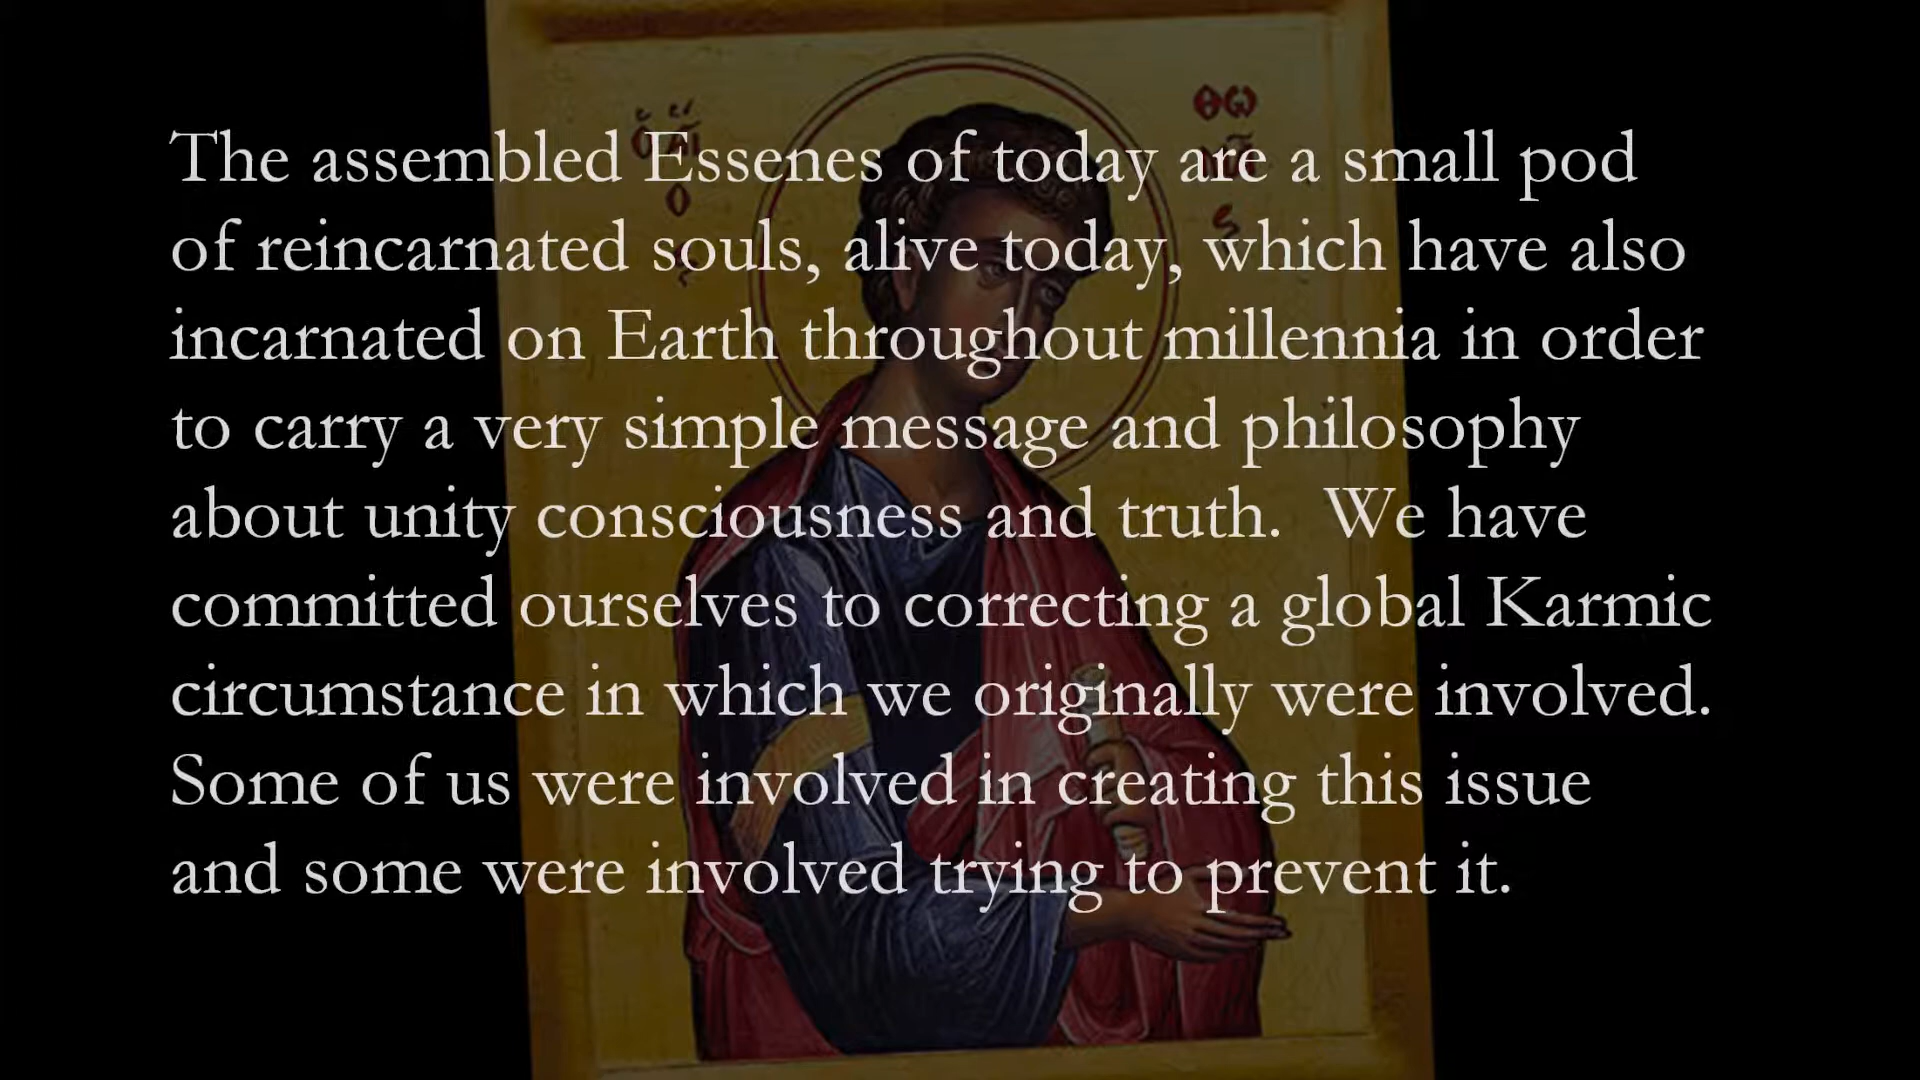 The assembled Essenes of today are a small pod
of reincarnated souls, alive today, which have also
incarnated on Earth throughout millennia in order
to carry a very simple message and philosophy
about unity consciousness and truth.  We have
committed ourselves to correcting a global Karmic
circumstance in which we originally were involved.
Some of us were involved in creating this issue
and some were involved trying to prevent it.
ΘΩ